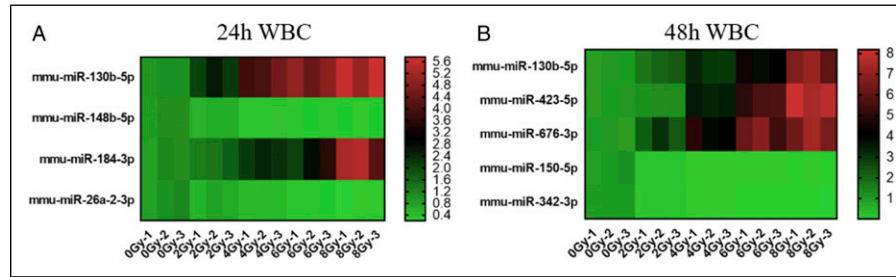 A
24h WBC
mmu-miR-130b-5p
mmu-miR-148b-5p
mmu-miR-184-3p
mmu-miR-26a-2-3p
0Gy-1
0Gy-2
0Gy-3
2Gy-1
2Gy-2
2Gy-3
4Gy-1
4Gy-2
4Gy-3
6Gy-1
6Gy-2
6Gy-3
8Gy-1
8Gy-2
8Gy-3
5.6
5.2
4.8
4.4
4.0
3.6
3.2
2.8
2.4
2.0
1.6
1.2
0.8
0.4
B
48h WBC
mmu-miR-130b-5p
mmu-miR-423-5p
mmu-miR-676-3p
mmu-miR-150-5p
mmu-miR-342-3p
0Gy-1
0Gy-2
0Gy-3
2Gy-1
2Gy-2
2Gy-3
4Gy-1
4Gy-2
4Gy-3
6Gy-1
6Gy-2
6Gy-3
8Gy-1
8Gy-2
8Gy-3
8
7
6
5
4
3
2
1